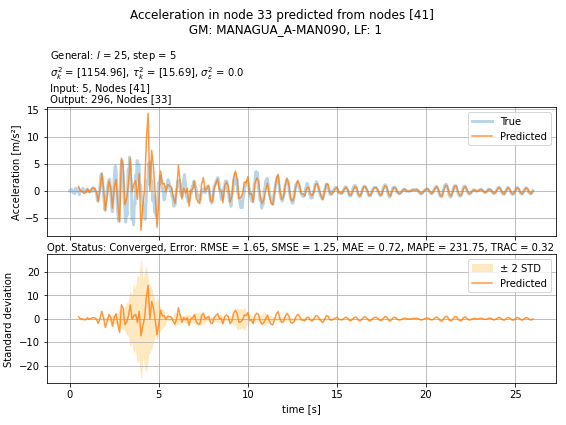 Acceleration in node 33 predicted from nodes [41]
GM: MANAGUA_A-MAN090, LF: 1
General: l = 25, step = 5
σ²ₖ = [1154.96], τ²ₖ = [15.69], σ²ε = 0.0
Input: 5, Nodes [41]
Output: 296, Nodes [33]
Acceleration [m/s²]
15
10
5
0
−5
True
Predicted
Opt. Status: Converged, Error: RMSE = 1.65, SMSE = 1.25, MAE = 0.72, MAPE = 231.75, TRAC = 0.32
Standard deviation
20
10
0
−10
−20
± 2 STD
Predicted
0 5 10 15 20 25
time [s]